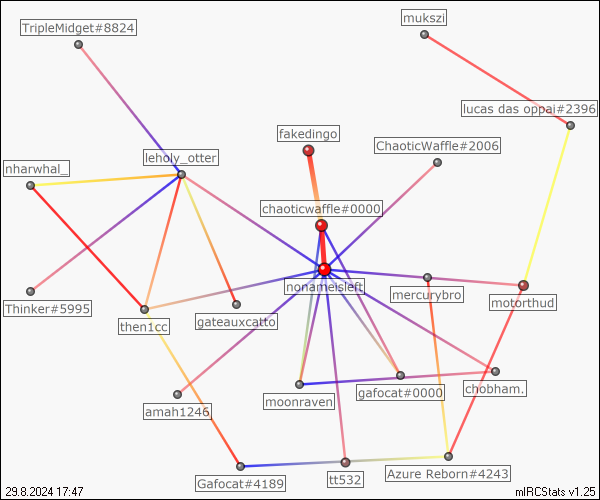 TripleMidget#8824
mukszi
lucas das oppai#2396
fakedingo
ChaoticWaffle#2006
leholy_otter
nharwhal_
chaoticwaffle#0000
nonameisleft
mercurybro
motorthud
Thinker#5995
gateauxcatto
then1cc
moonraven
gafocat#0000
chobham.
amah1246
Gafocat#4189
tt532
Azure Reborn#4243
29.8.2024 17:47
mIRCStats v1.25